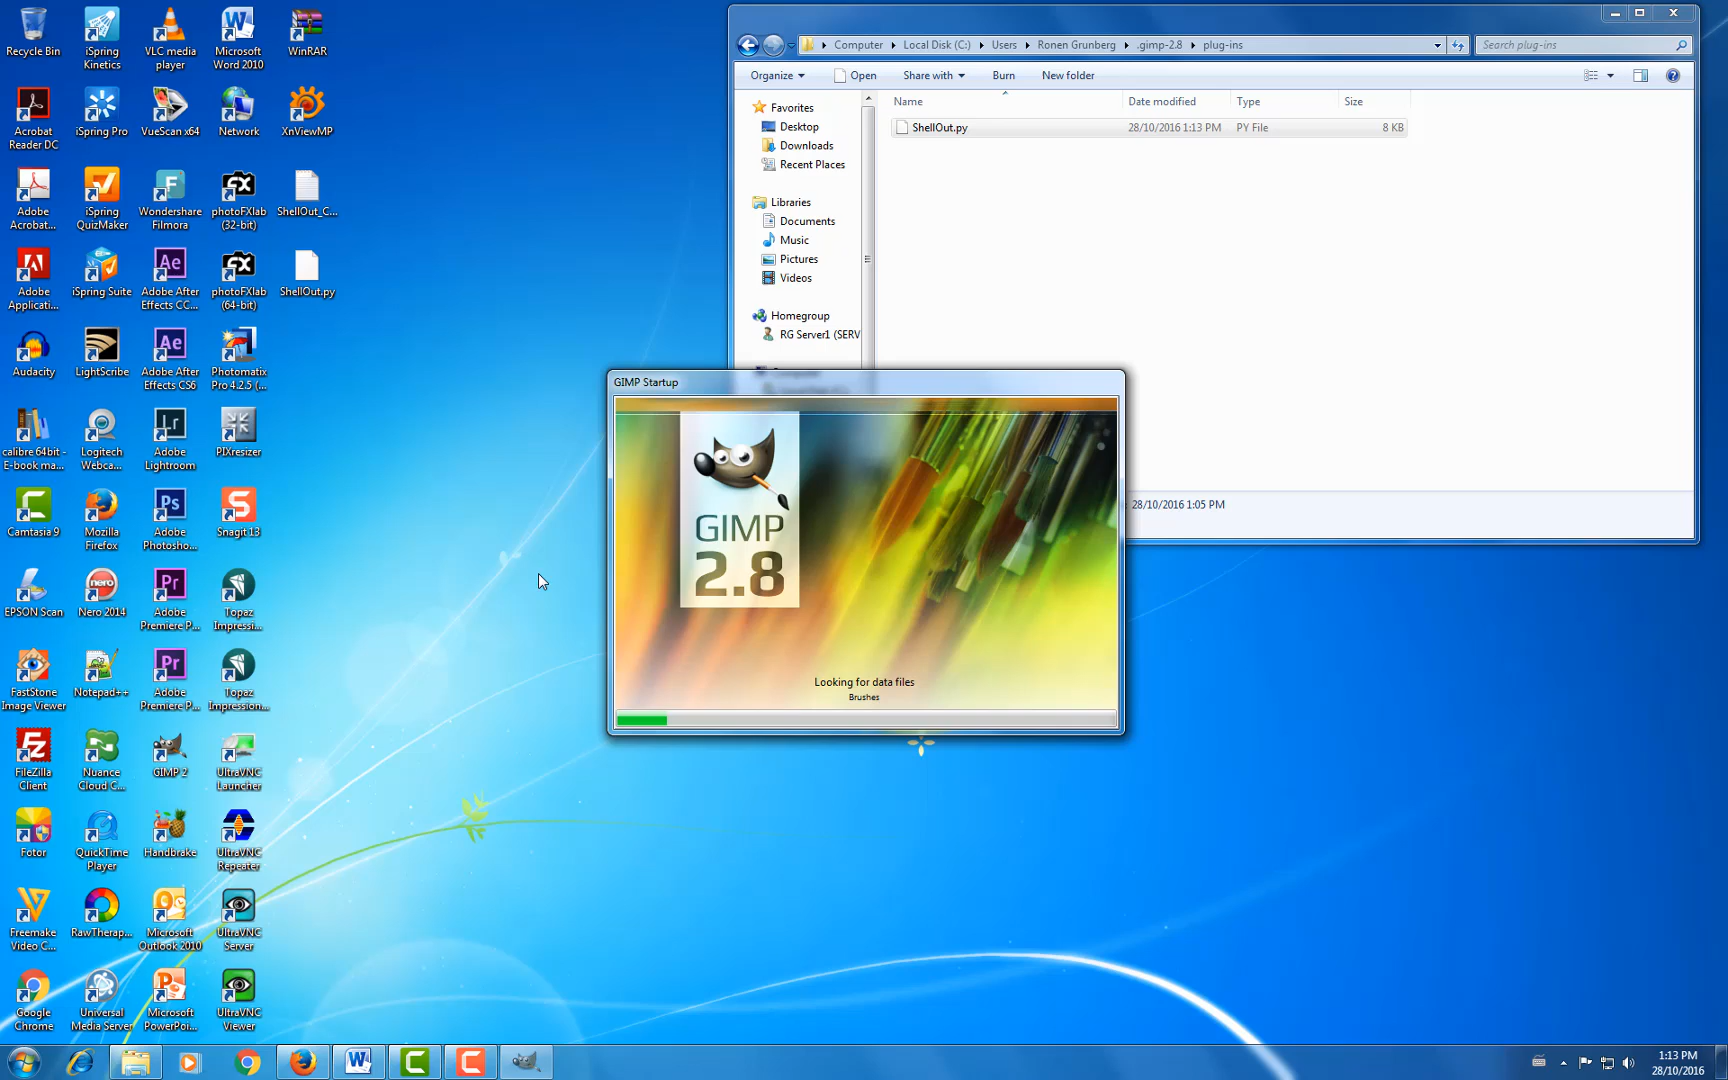 Recycle Bin
iSpring
Kinetics
VLC media
player
Microsoft
Word 2010
WinRAR
Acrobat
Reader DC
iSpring Pro
VueScan x64
Network
XnViewMP
Adobe
Acrobat...
iSpring
QuizMaker
Wondershare
Filmora
photoFXlab
(32-bit)
ShellOut_C...
Adobe
Applicati...
iSpring Suite
Adobe After
Effects CC...
photoFXlab
(64-bit)
ShellOut.py
Audacity
LightScribe
Adobe After
Effects CS6
Photomatix
Pro 4.2.5 (...
calibre 64bit -
E-book ma...
Logitech
Webca...
Adobe
Lightroom
PIXresizer
Camtasia 9
Mozilla
Firefox
Adobe
Photosho...
Snagit 13
EPSON Scan
Nero 2014
Adobe
Premiere P...
Topaz
Impressi...
FastStone
Image Viewer
Notepad++
Adobe
Premiere P...
Topaz
Impression...
FileZilla
Client
Nuance
Cloud C...
GIMP 2
UltraVNC
Launcher
Fotor
QuickTime
Player
Handbrake
UltraVNC
Repeater
Freemake
Video C...
RawTherap...
Microsoft
Outlook 2010
UltraVNC
Server
Google
Chrome
Universal
Media Server
Microsoft
PowerPoi...
UltraVNC
Viewer
Computer Local Disk (C:) Users Ronen Grunberg .gimp-2.8 plug-ins
Search plug-ins
Organize Open Share with Burn New folder
Name Date modified Type Size
ShellOut.py 28/10/2016 1:13 PM PY File 8 KB
Favorites
Desktop
Downloads
Recent Places
Libraries
Documents
Music
Pictures
Videos
Homegroup
RG Server1 (SERV
28/10/2016 1:05 PM
GIMP Startup
GIMP
2.8
Looking for data files
Brushes
1:13 PM
28/10/2016